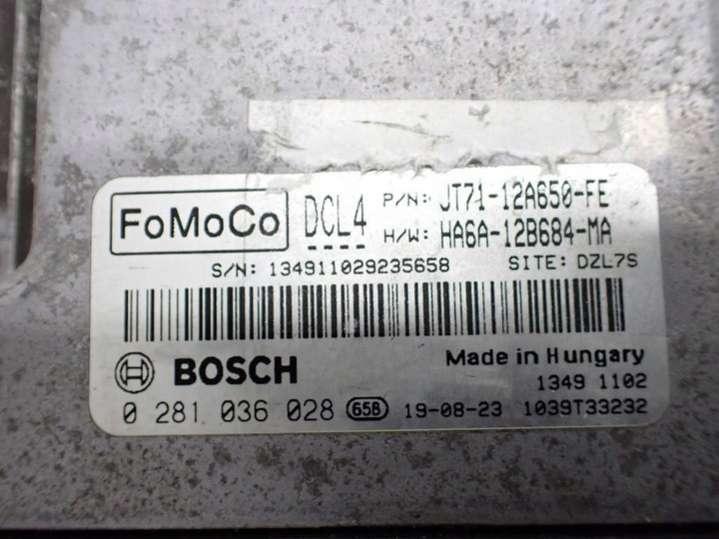 FoMoCo DCL4 P/N: JT71-12A650-FE
H/W: HA6A-12B684-MA
S/N: 134911029235658 SITE: DZL7S
BOSCH Made in Hungary
1349 1102
0 281 036 028 65B 19-08-23 1039T33232